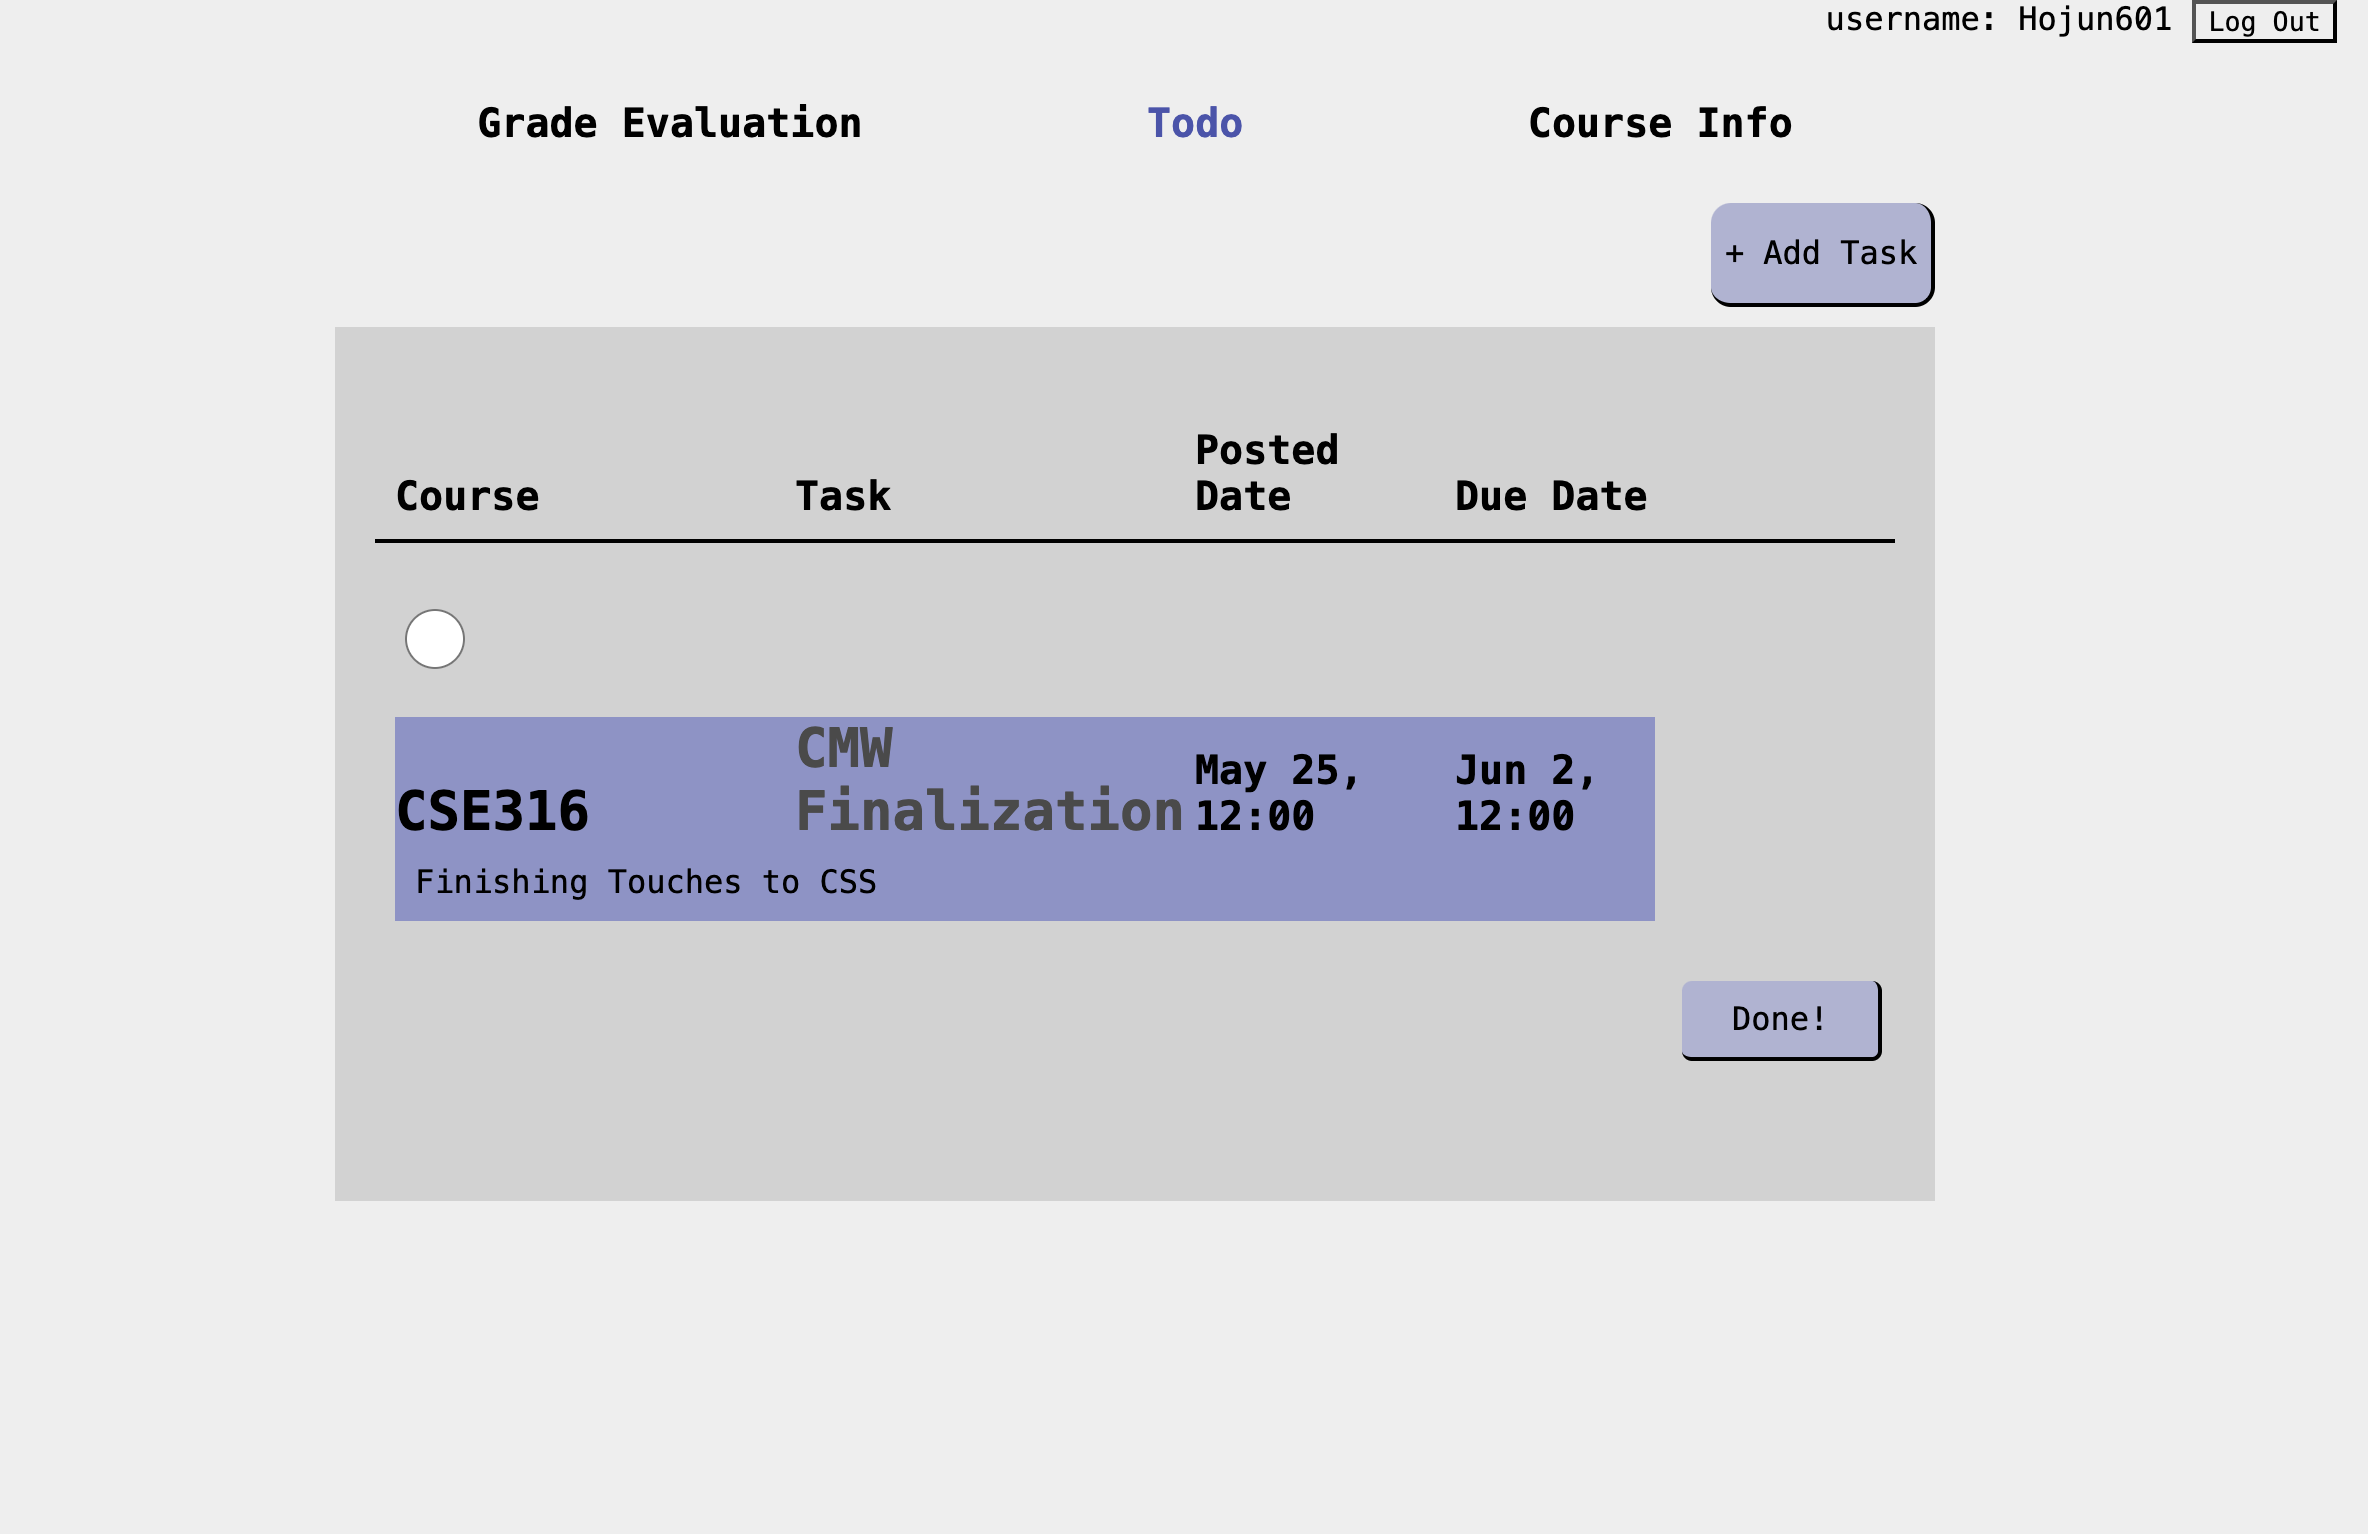 username: Hojun601 Log Out
Grade Evaluation Todo Course Info
+ Add Task
Course Task Posted Date Due Date
CSE316 CMW Finalization May 25, 12:00 Jun 2, 12:00
Finishing Touches to CSS
Done!